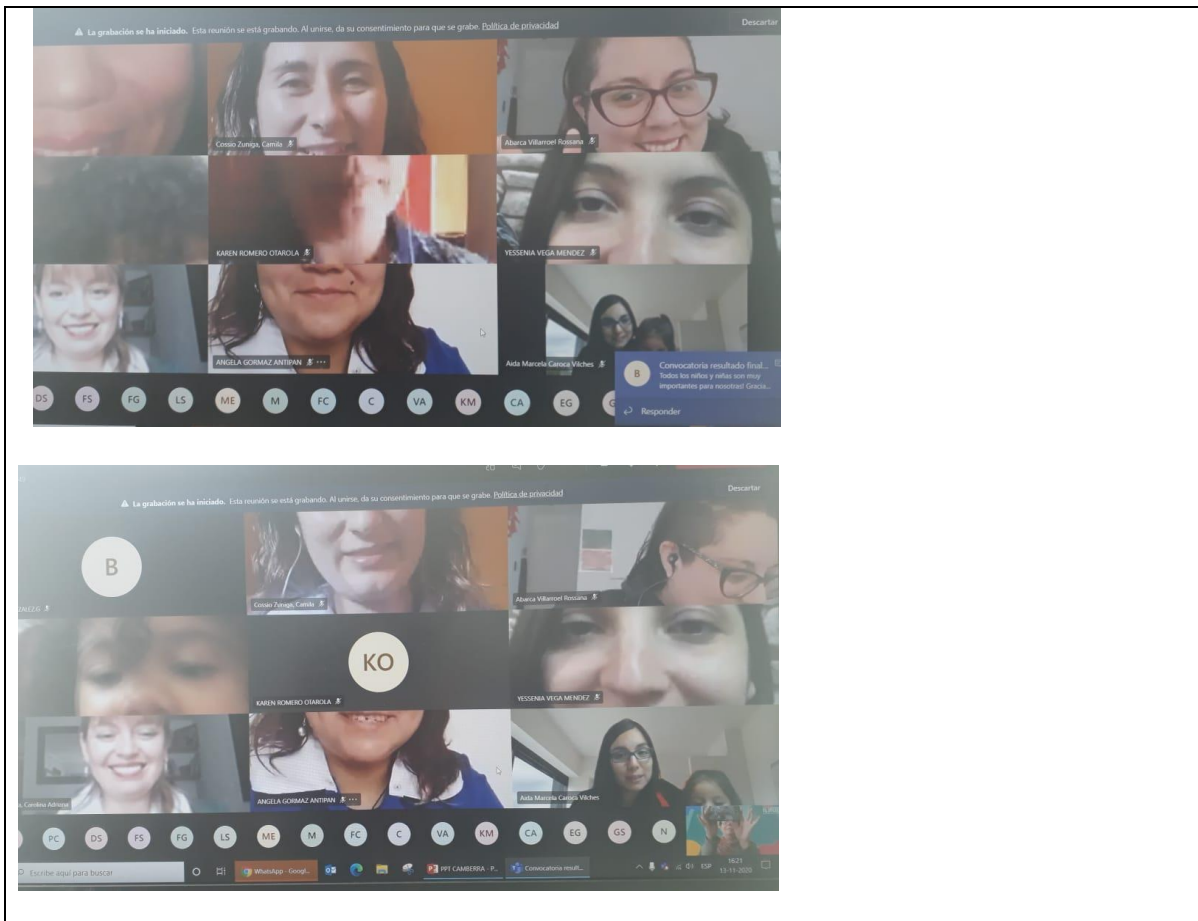 La grabación se ha iniciado. Esta reunión se está grabando. Al unirse, da su consentimiento para que se grabe. Política de privacidad
Descartar
Cossio Zuniga, Camila
Abarca Villarroel Rossana
KAREN ROMERO OTAROLA
YESSENIA VEGA MENDEZ
ANGELA GORMAZ ANTIPAN
Aida Marcela Caroca Vilches
B
Convocatoria resultado final...
Todos los niños y niñas son muy
importantes para nosotras! Gracia...
Responder
DS FS FG LS ME M FC C VA KM CA EG G
La grabación se ha iniciado. Esta reunión se está grabando. Al unirse, da su consentimiento para que se grabe. Política de privacidad
Descartar
B
Cossio Zuniga, Camila
Abarca Villarroel Rossana
KO
KAREN ROMERO OTAROLA
YESSENIA VEGA MENDEZ
Carolina Adriana
ANGELA GORMAZ ANTIPAN
Aida Marcela Caroca Vilches
PC DS FS FG LS ME M FC C VA KM CA EG GS N
Escribe aquí para buscar
WhatsApp - Googl...
PPT CAMBERRA - P...
Convocatoria result...
ESP
16:21
13-11-2020